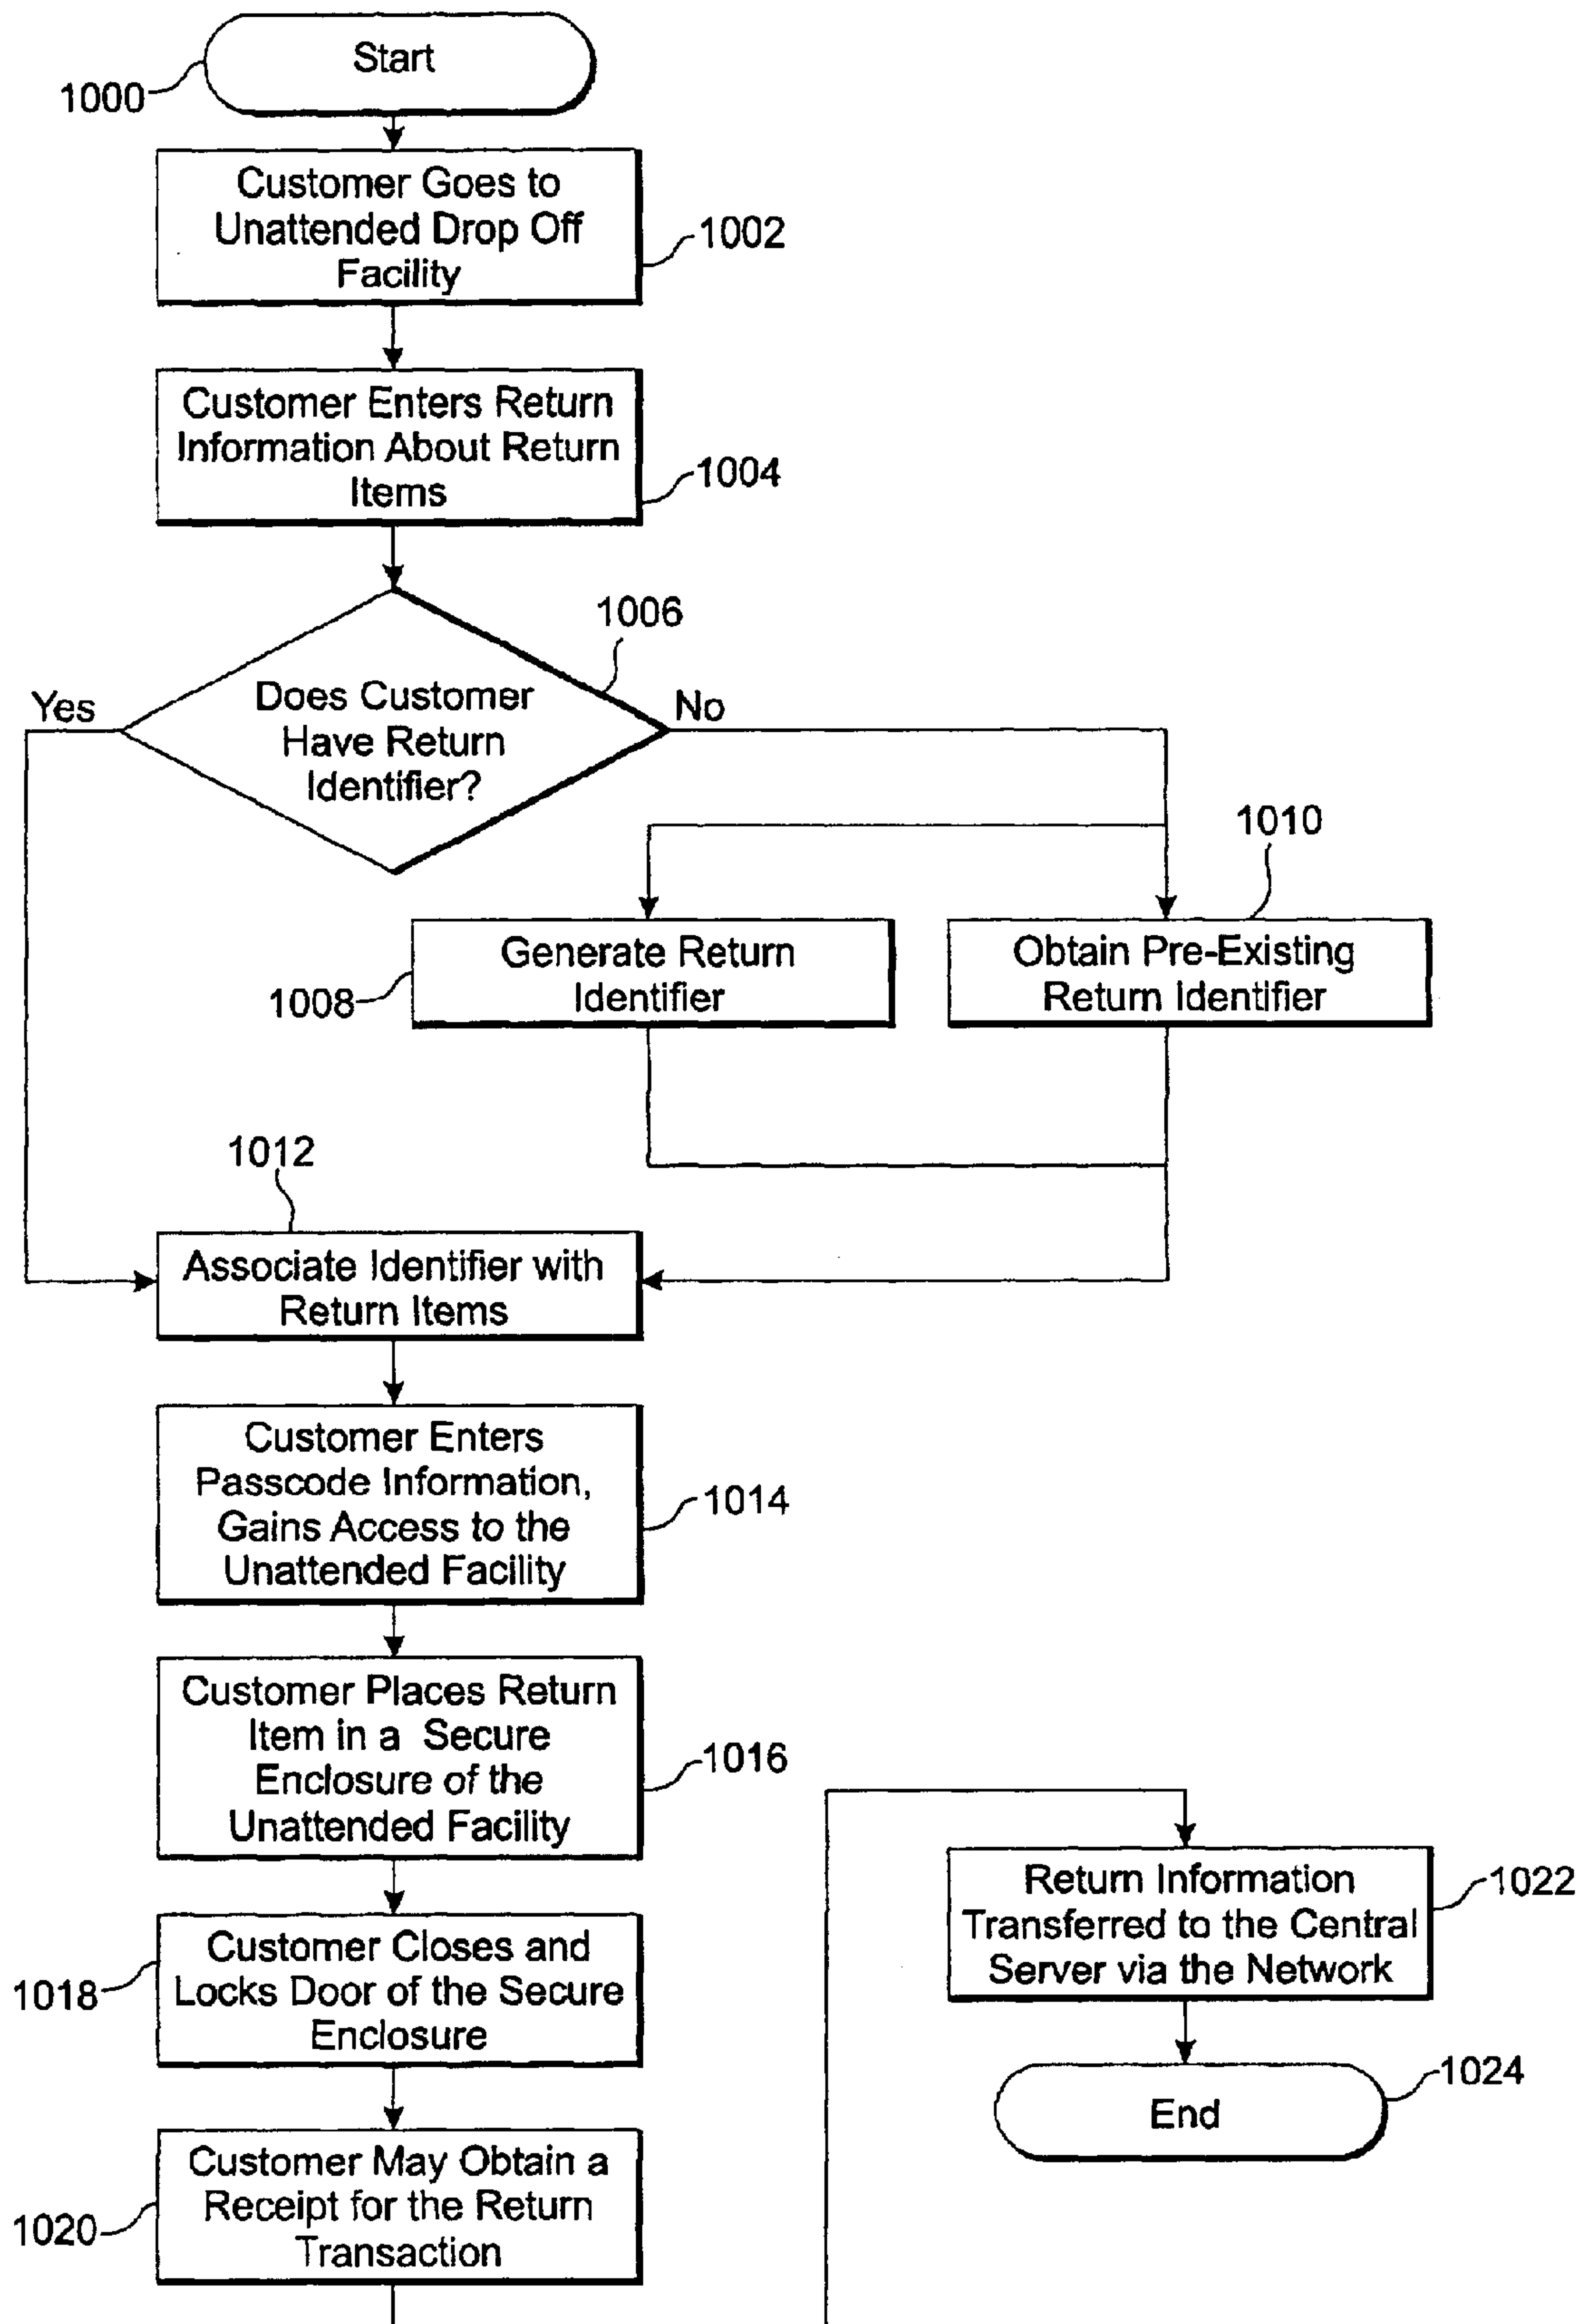 Start
1000
Customer Goes to
Unattended Drop Off
Facility
1002
Customer Enters Return
Information About Return
Items
1004
1006
Does Customer
Have Return
Identifier?
Yes
No
1010
Generate Return
Identifier
1008
Obtain Pre-Existing
Return Identifier
1012
Associate Identifier with
Return Items
Customer Enters
Passcode Information,
Gains Access to the
Unattended Facility
1014
Customer Places Return
Item in a Secure
Enclosure of the
Unattended Facility
1016
Customer Closes and
Locks Door of the Secure
Enclosure
1018
Customer May Obtain a
Receipt for the Return
Transaction
1020
Return Information
Transferred to the Central
Server via the Network
1022
End
1024